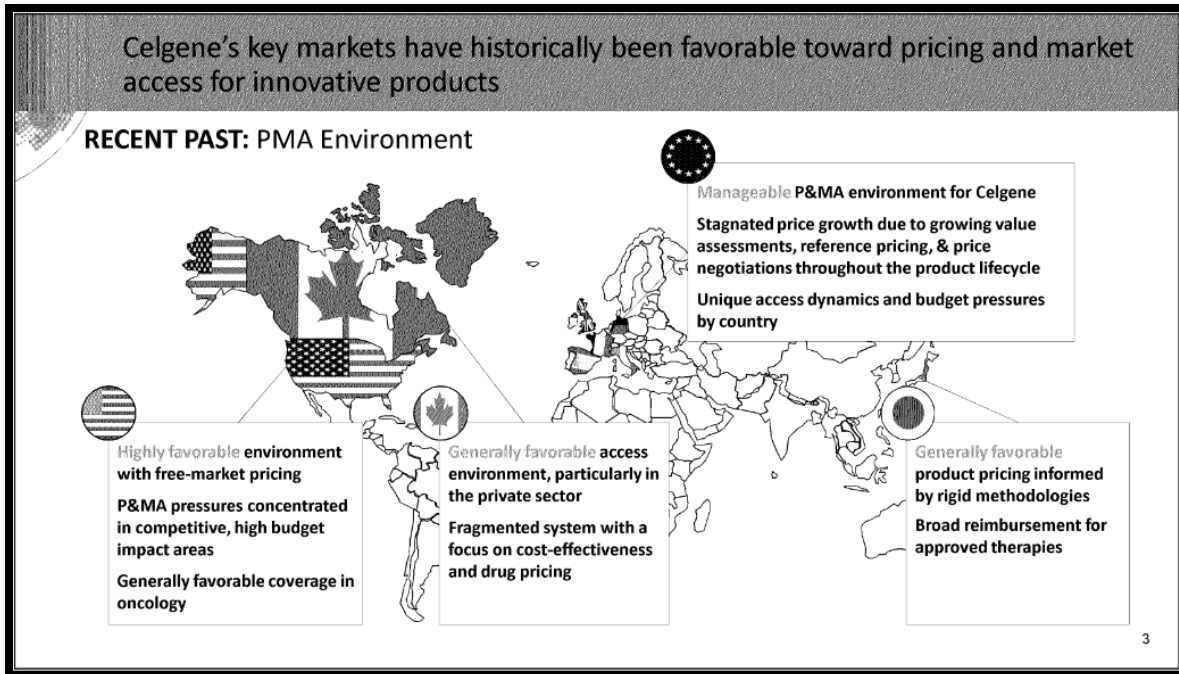 Celgene's key markets have historically been favorable toward pricing and market
access for innovative products
RECENT PAST: PMA Environment
Manageable P&MA environment for Celgene
Stagnated price growth due to growing value
assessments, reference pricing, & price
negotiations throughout the product lifecycle
Unique access dynamics and budget pressures
by country
Highly favorable environment
with free-market pricing
P&MA pressures concentrated
in competitive, high budget
impact areas
Generally favorable coverage in
oncology
Generally favorable access
environment, particularly in
the private sector
Fragmented system with a
focus on cost-effectiveness
and drug pricing
Generally favorable
product pricing informed
by rigid methodologies
Broad reimbursement for
approved therapies
3